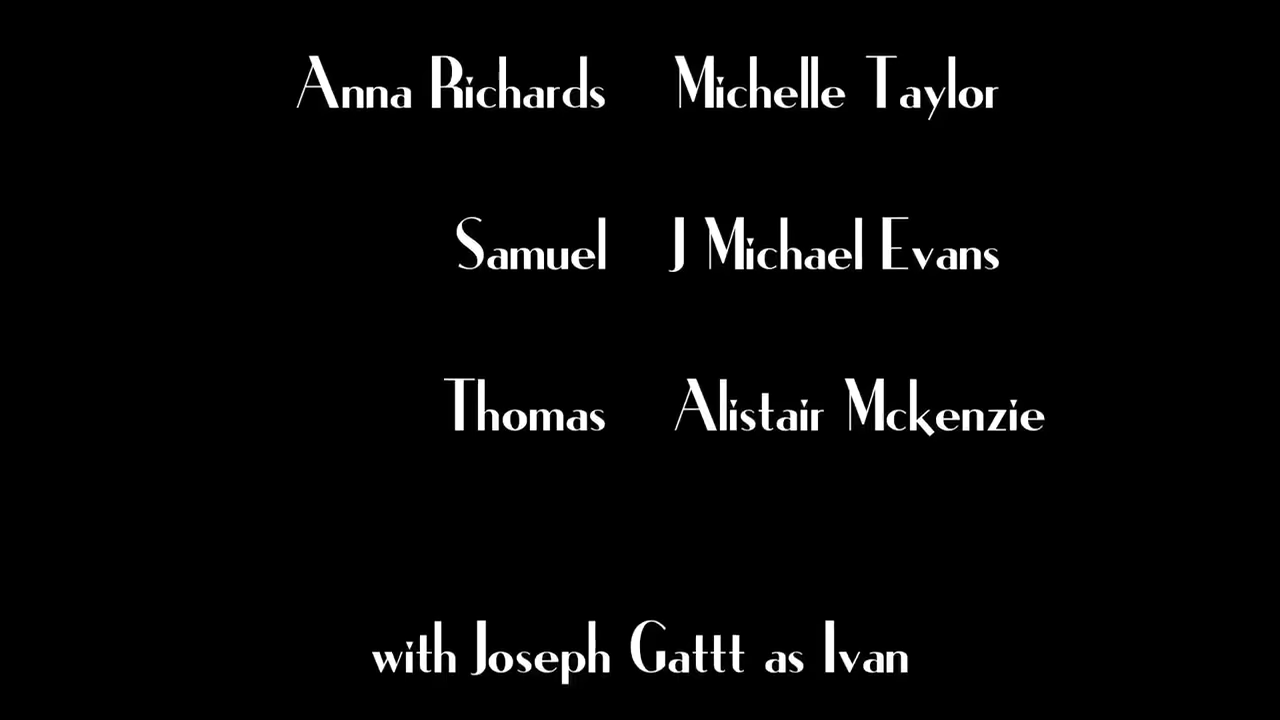 Anna Richards Michelle Taylor
Samuel J Michael Evans
Thomas Alistair Mckenzie
with Joseph Gattt as Ivan